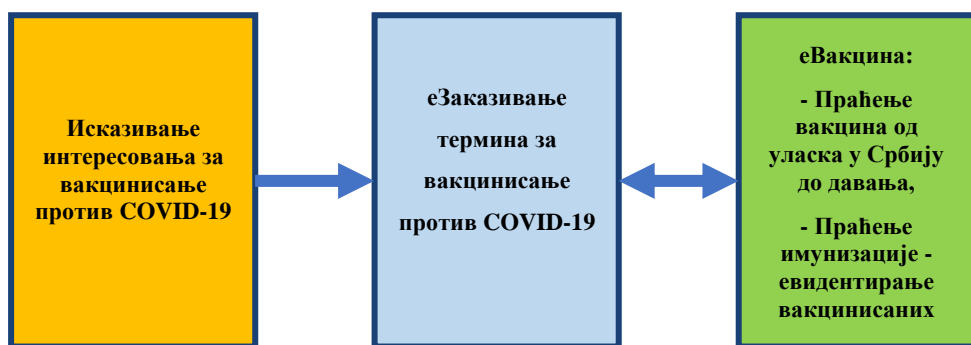 Исказивање
интересовања за
вакцинисање
против COVID-19
еЗаказивање
термина за
вакцинисање
против COVID-19
еВакцина:
- Праћење
вакцина од
уласка у Србију
до давања,
- Праћење
имунизације -
евидентирање
вакцинисаних